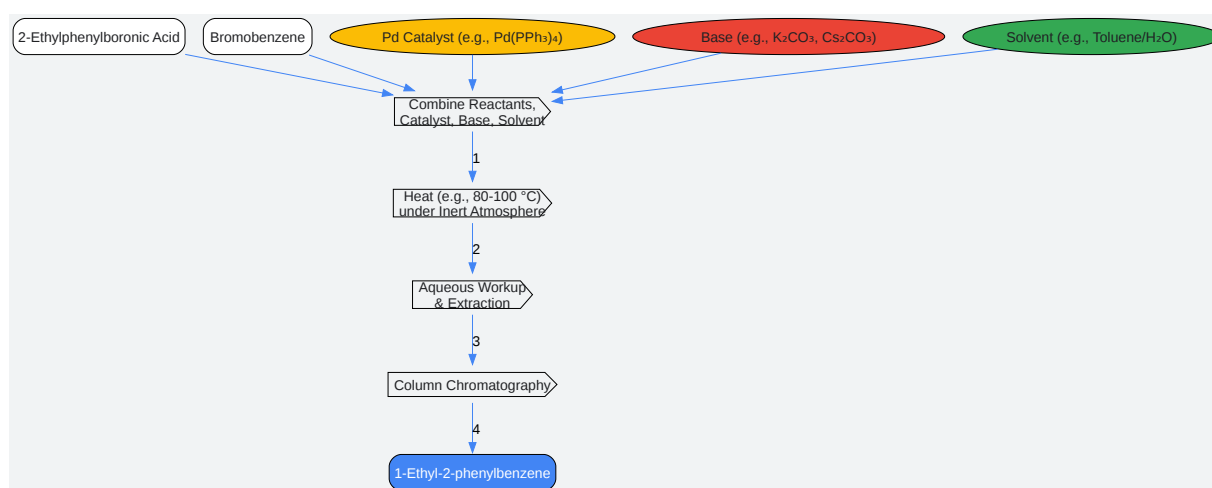 2-Ethylphenylboronic Acid
Bromobenzene
Pd Catalyst (e.g., Pd(PPh₃)₄)
Base (e.g., K₂CO₃, Cs₂CO₃)
Solvent (e.g., Toluene/H₂O)
Combine Reactants,
Catalyst, Base, Solvent
1
Heat (e.g., 80-100 °C)
under Inert Atmosphere
2
Aqueous Workup
& Extraction
3
Column Chromatography
4
1-Ethyl-2-phenylbenzene